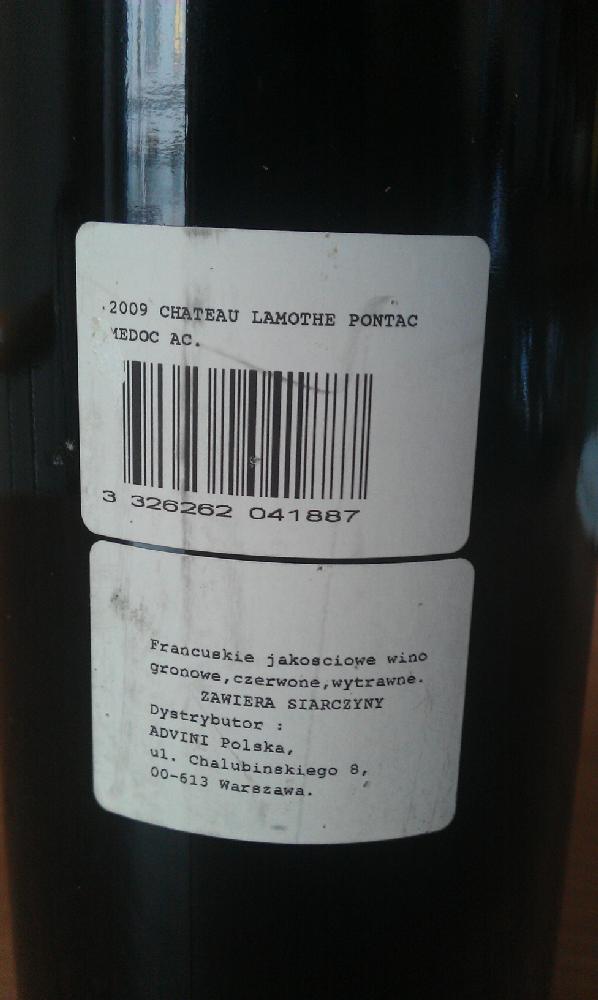 2009 CHATEAU LAMOTHE PONTAC
MEDOC AC.
3 326262 041887
Francuskie jakosciowe wino
gronowe,czerwone,wytrawne.
ZAWIERA SIARCZYNY
Dystrybutor :
ADVINI Polska,
ul. Chalubinskiego 8,
00-613 Warszawa.